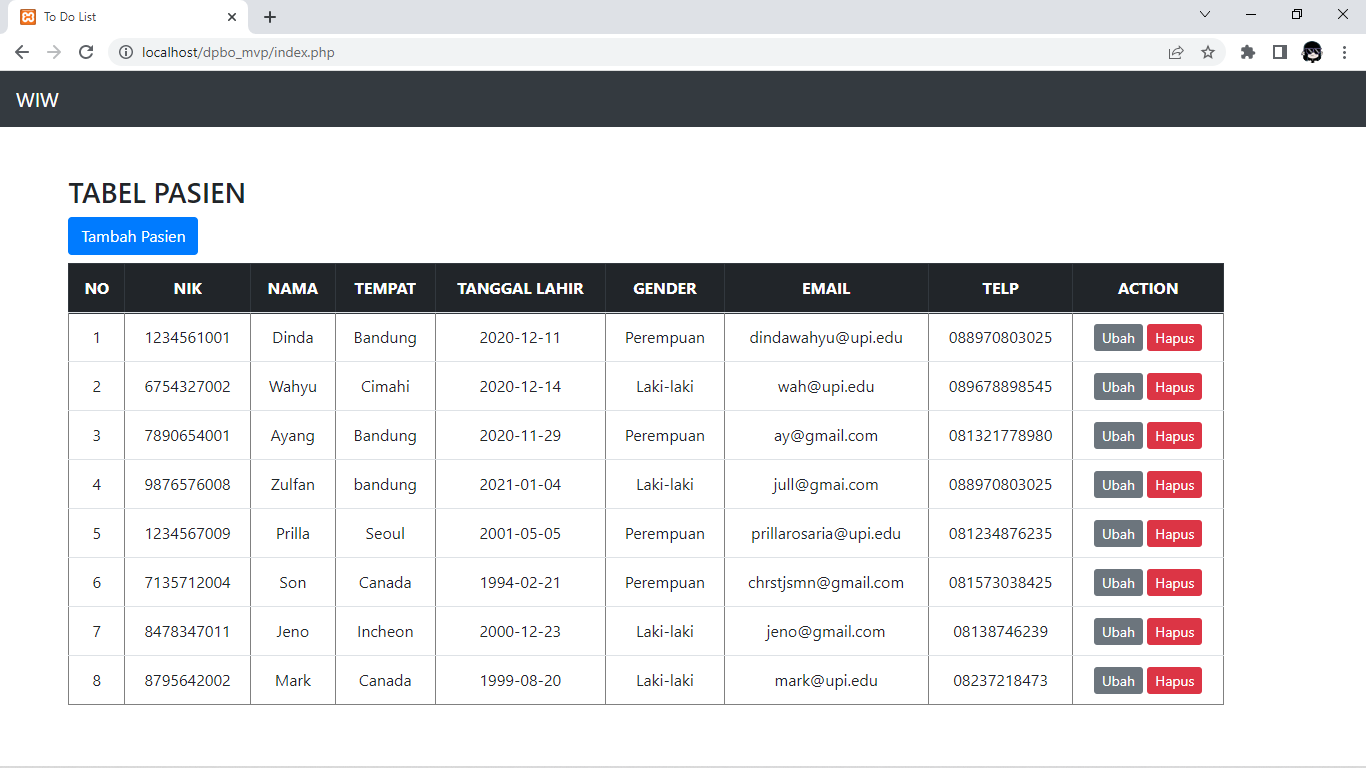 To Do List
localhost/dpbo_mvp/index.php
WIW
TABEL PASIEN
Tambah Pasien
NO NIK NAMA TEMPAT TANGGAL LAHIR GENDER EMAIL TELP ACTION
1 1234561001 Dinda Bandung 2020-12-11 Perempuan dindawahyu@upi.edu 088970803025 Ubah Hapus
2 6754327002 Wahyu Cimahi 2020-12-14 Laki-laki wah@upi.edu 089678898545 Ubah Hapus
3 7890654001 Ayang Bandung 2020-11-29 Perempuan ay@gmail.com 081321778980 Ubah Hapus
4 9876576008 Zulfan bandung 2021-01-04 Laki-laki jull@gmai.com 088970803025 Ubah Hapus
5 1234567009 Prilla Seoul 2001-05-05 Perempuan prillarosaria@upi.edu 081234876235 Ubah Hapus
6 7135712004 Son Canada 1994-02-21 Perempuan chrstjsmn@gmail.com 081573038425 Ubah Hapus
7 8478347011 Jeno Incheon 2000-12-23 Laki-laki jeno@gmail.com 08138746239 Ubah Hapus
8 8795642002 Mark Canada 1999-08-20 Laki-laki mark@upi.edu 08237218473 Ubah Hapus